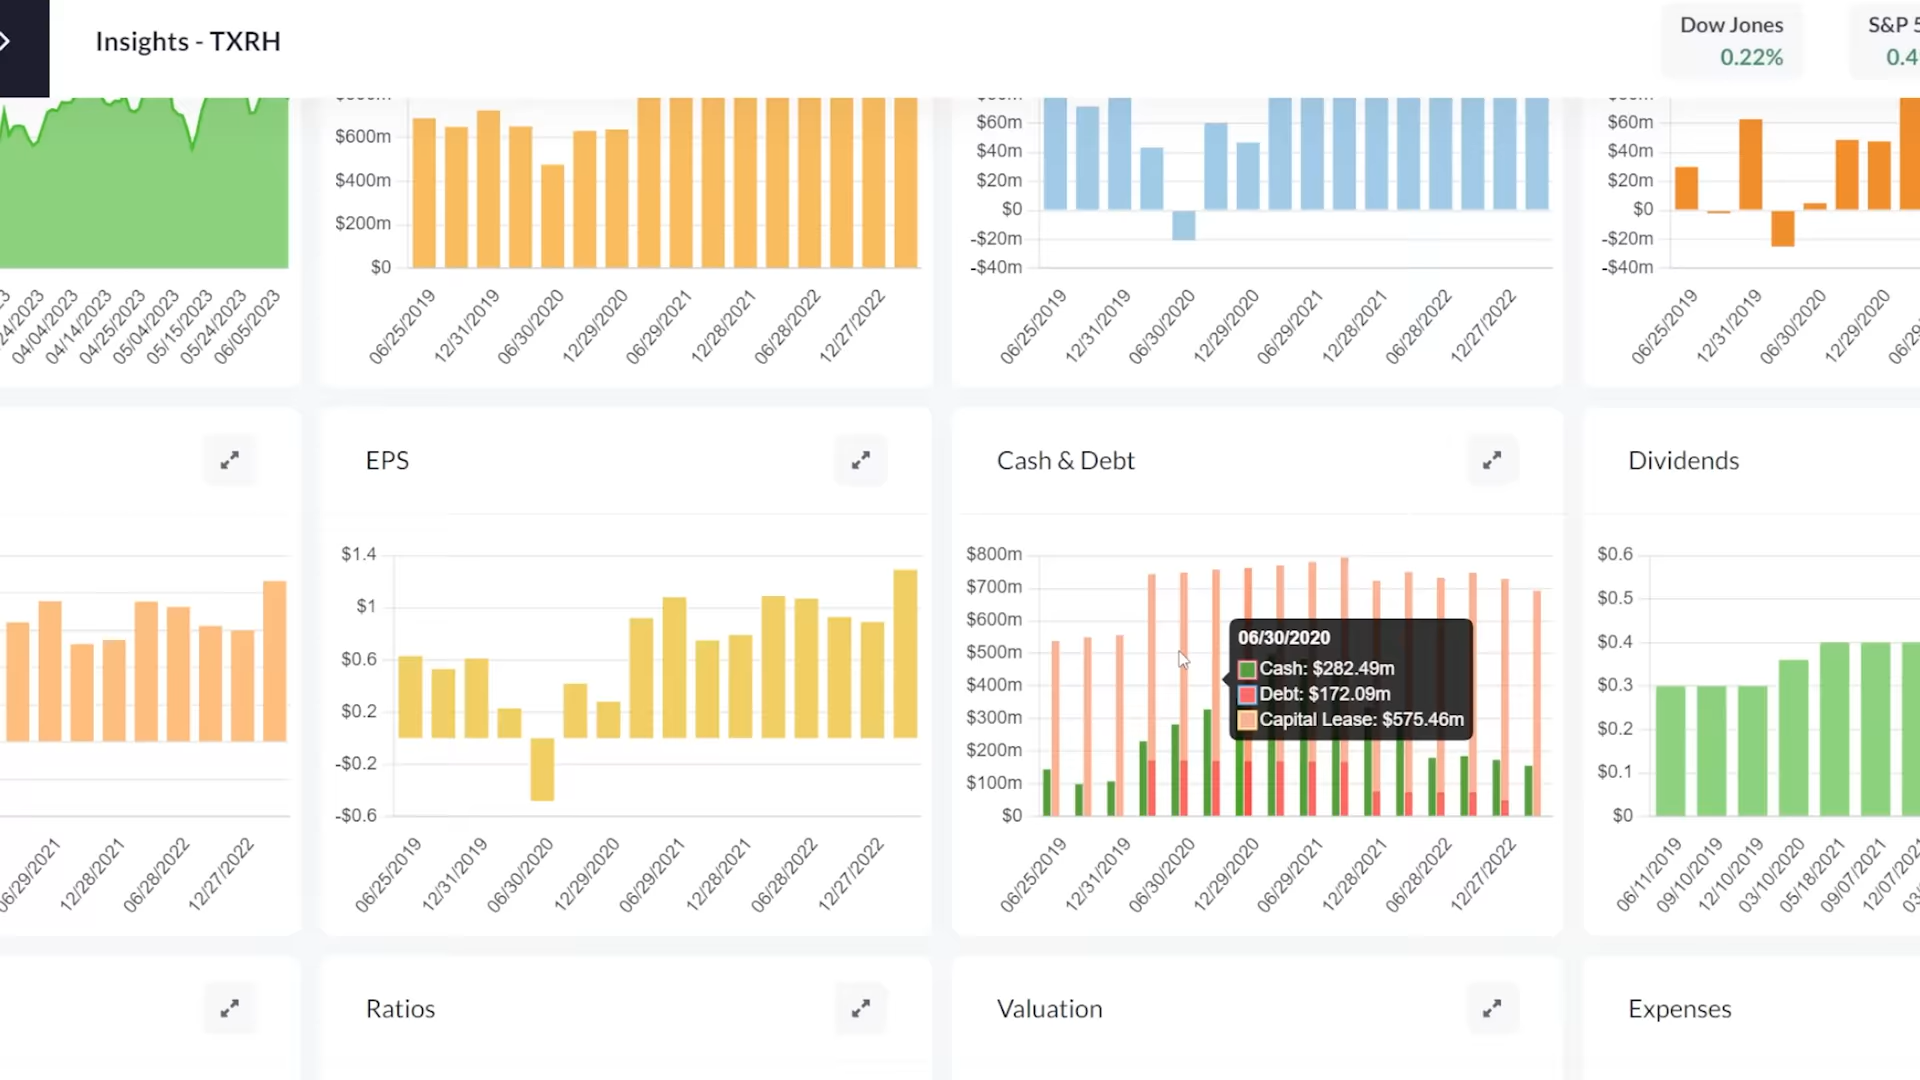 Insights - TXRH
Dow Jones
0.22%
S&P 5
0.4
$600m
$400m
$200m
$0
06/25/2019
12/31/2019
06/30/2020
12/29/2020
06/29/2021
12/28/2021
06/28/2022
12/27/2022
$60m
$40m
$20m
$0
-$20m
-$40m
06/25/2019
12/31/2019
06/30/2020
12/29/2020
06/29/2021
12/28/2021
06/28/2022
12/27/2022
$60m
$40m
$20m
$0
-$20m
-$40m
06/25/2019
12/31/2019
06/30/2020
12/29/2020
06/29
24/2023
04/04/2023
04/14/2023
04/25/2023
05/04/2023
05/15/2023
05/24/2023
06/05/2023
EPS
$1.4
$1
$0.6
$0.2
-$0.2
-$0.6
06/25/2019
12/31/2019
06/30/2020
12/29/2020
06/29/2021
12/28/2021
06/28/2022
12/27/2022
Cash & Debt
$800m
$700m
$600m
$500m
$400m
$300m
$200m
$100m
$0
06/30/2020
Cash: $282.49m
Debt: $172.09m
Capital Lease: $575.46m
06/25/2019
12/31/2019
06/30/2020
12/29/2020
06/29/2021
12/28/2021
06/28/2022
12/27/2022
Dividends
$0.6
$0.5
$0.4
$0.3
$0.2
$0.1
$0
06/11/2019
09/10/2019
12/10/2019
03/10/2020
05/18/2021
09/07/2021
12/07/2021
03/
06/29/2021
12/28/2021
06/28/2022
12/27/2022
Ratios
Valuation
Expenses